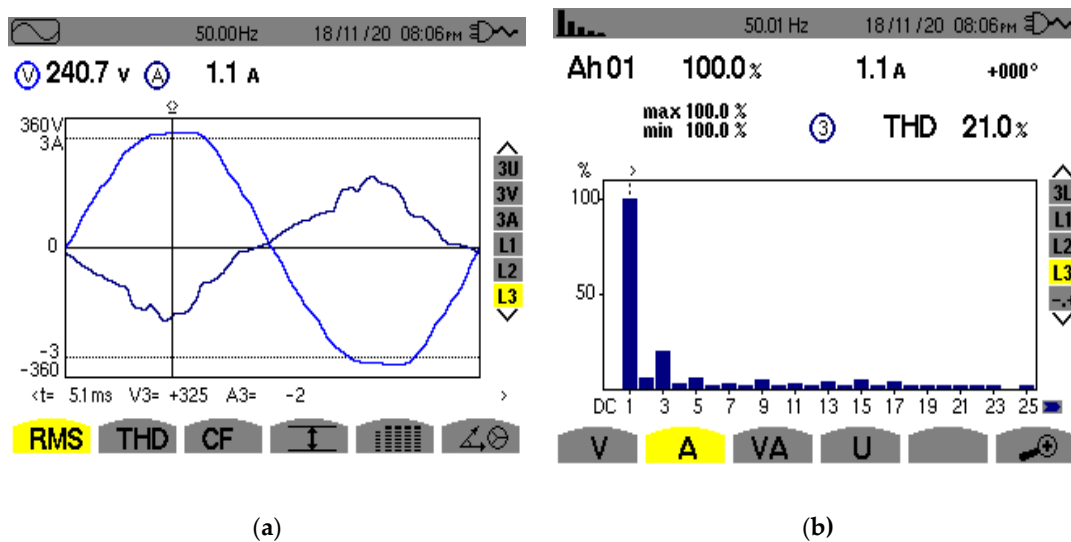 50.00Hz 18/11/20 08:06PM
V 240.7 V A 1.1 A
360V
3A
0
-3
-360
<t= 5.1ms V3= +325 A3= -2 >
3U
3V
3A
L1
L2
L3
RMS THD CF
(a)
50.01 Hz 18/11/20 08:06PM
Ah 01 100.0 % 1.1 A +000°
max 100.0 %
min 100.0 %
3 THD 21.0 %
%
100
50
DC 1 3 5 7 9 11 13 15 17 19 21 23 25
3L
L1
L2
L3
-.+
V A VA U
(b)